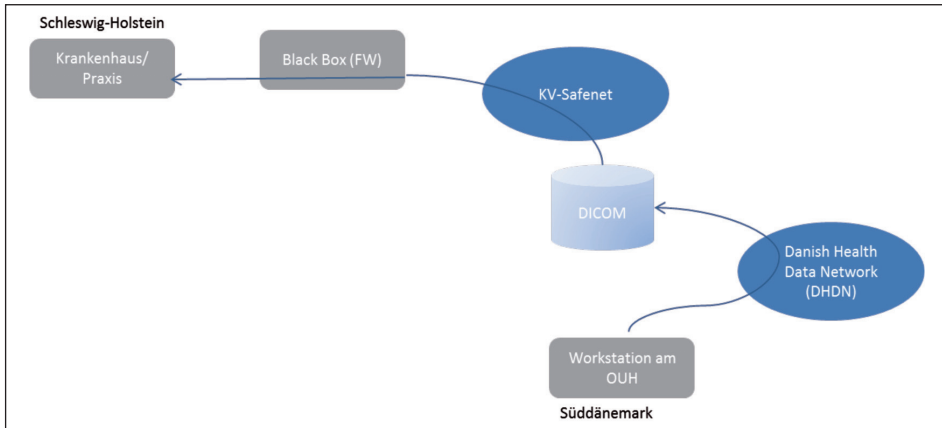 Schleswig-Holstein
Krankenhaus/
Praxis
Black Box (FW)
KV-Safenet
DICOM
Danish Health
Data Network
(DHDN)
Workstation am
OUH
Süddänemark